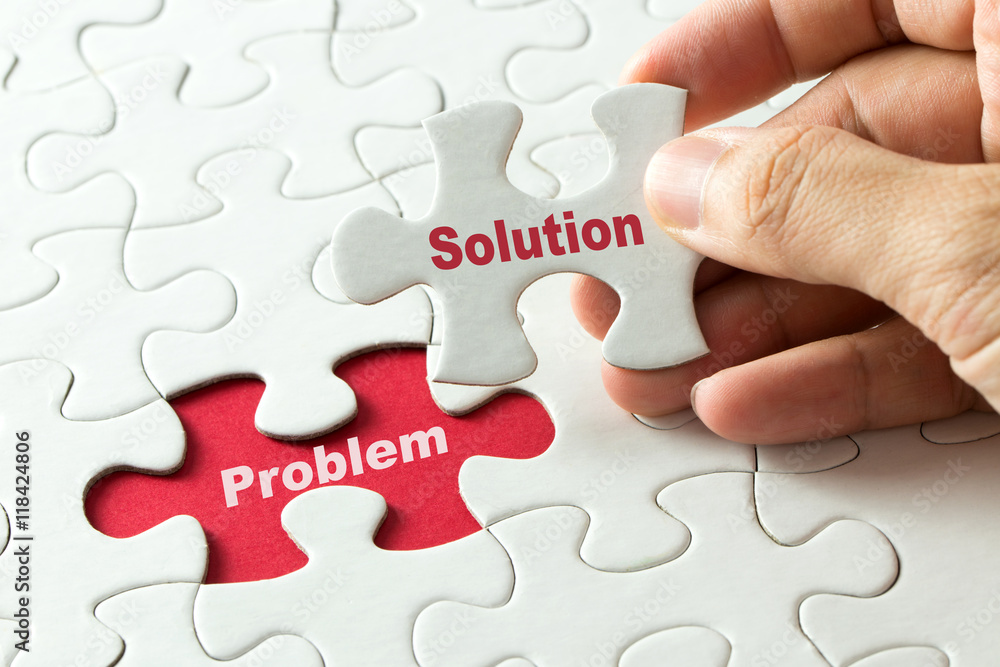 Solution
Problem
Adobe Stock | #118424806